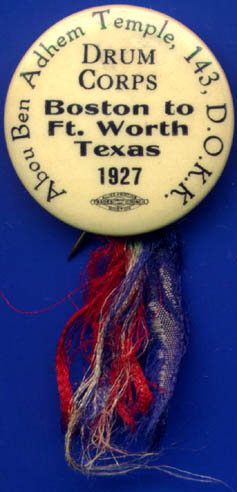 Abou Ben Adhem Temple, 143, D.O.K.K.
DRUM
CORPS
Boston to
Ft. Worth
Texas
1927